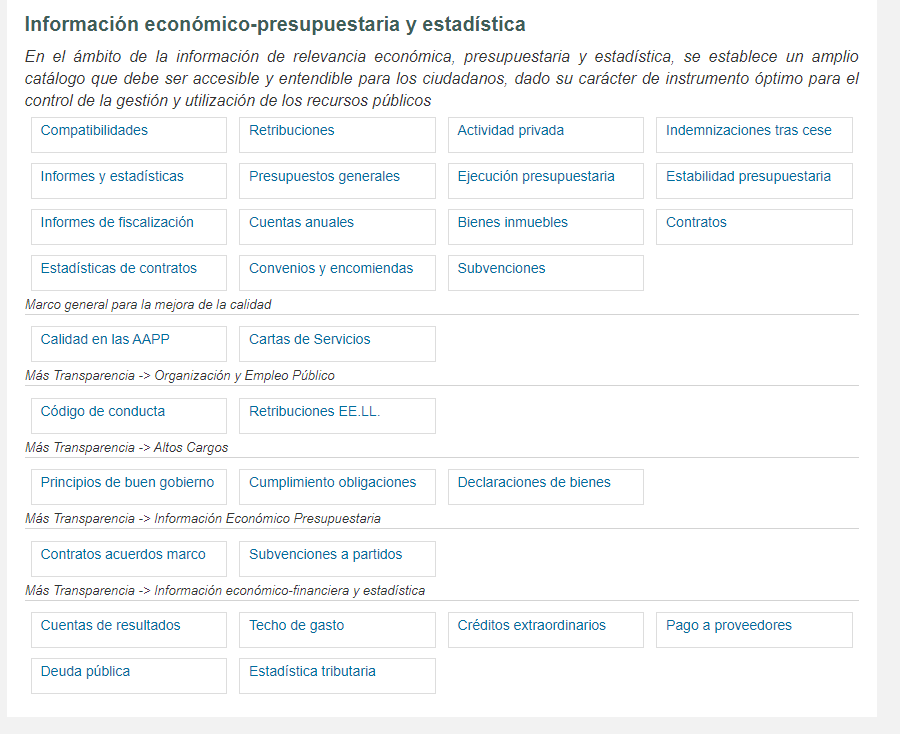 Información económico-presupuestaria y estadística
En el ámbito de la información de relevancia económica, presupuestaria y estadística, se establece un amplio
catálogo que debe ser accesible y entendible para los ciudadanos, dado su carácter de instrumento óptimo para el
control de la gestión y utilización de los recursos públicos
Compatibilidades Retribuciones Actividad privada Indemnizaciones tras cese
Informes y estadísticas Presupuestos generales Ejecución presupuestaria Estabilidad presupuestaria
Informes de fiscalización Cuentas anuales Bienes inmuebles Contratos
Estadísticas de contratos Convenios y encomiendas Subvenciones
Marco general para la mejora de la calidad
Calidad en las AAPP Cartas de Servicios
Más Transparencia -> Organización y Empleo Público
Código de conducta Retribuciones EE.LL.
Más Transparencia -> Altos Cargos
Principios de buen gobierno Cumplimiento obligaciones Declaraciones de bienes
Más Transparencia -> Información Económico Presupuestaria
Contratos acuerdos marco Subvenciones a partidos
Más Transparencia -> Información económico-financiera y estadística
Cuentas de resultados Techo de gasto Créditos extraordinarios Pago a proveedores
Deuda pública Estadística tributaria